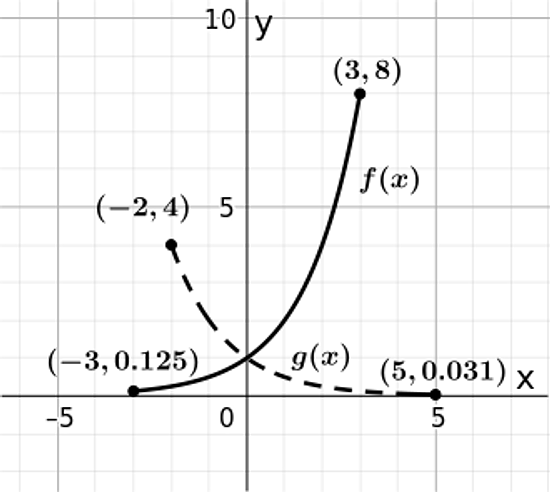 10 y
(3, 8)
f(x)
(−2, 4) 5
(−3, 0.125) g(x) (5, 0.031) x
−5 0 5